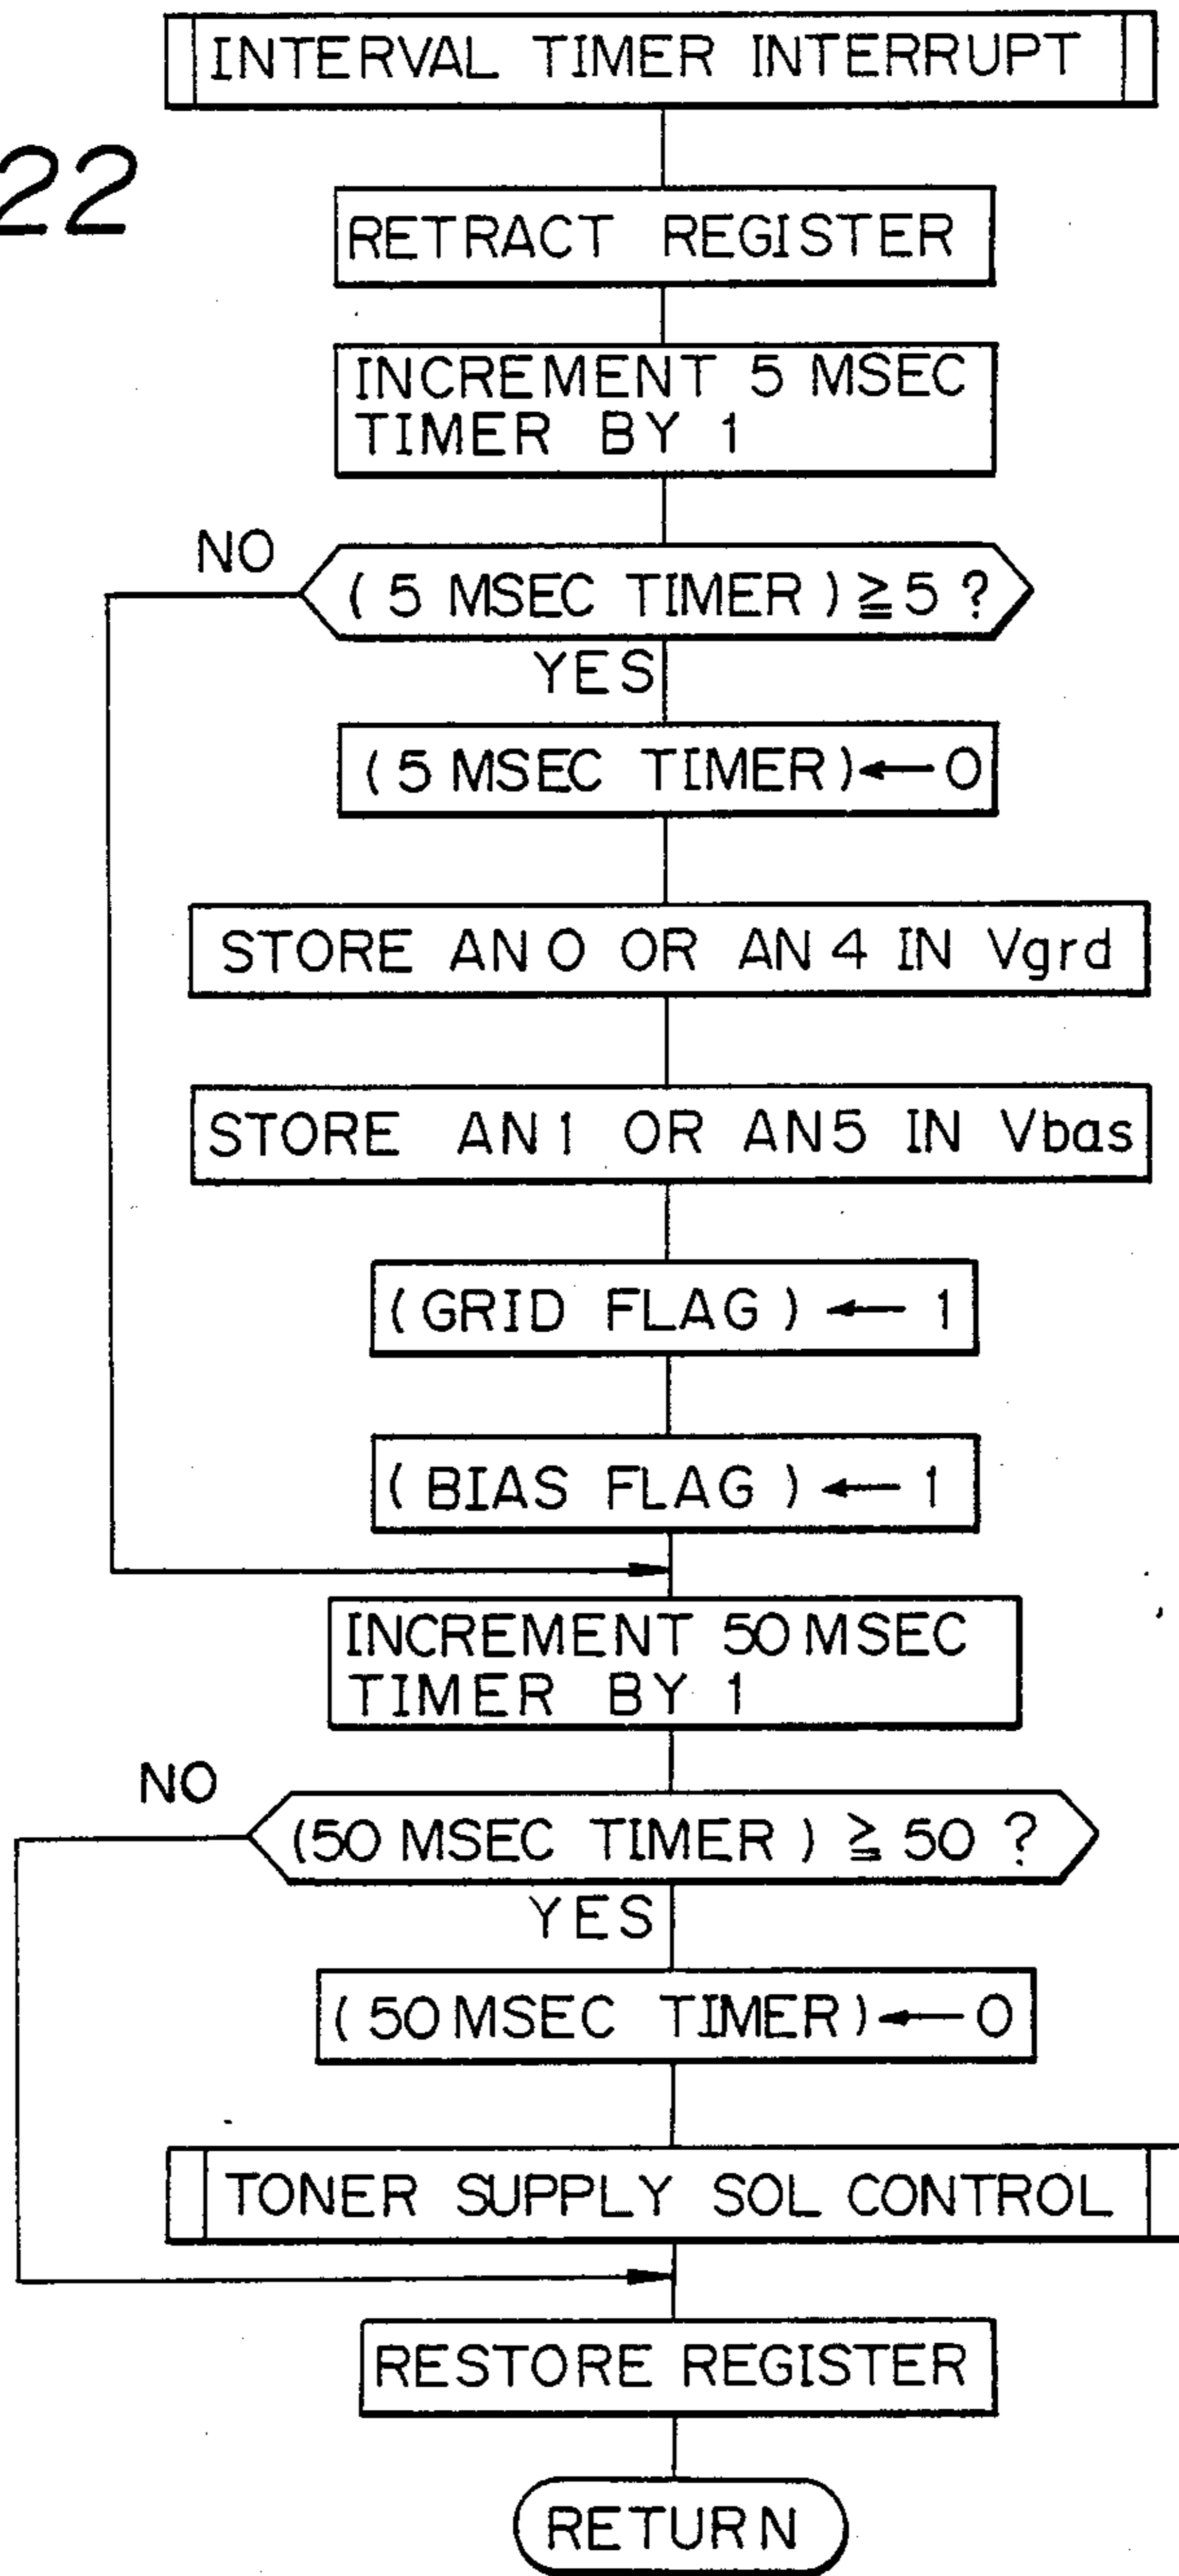 INTERVAL TIMER INTERRUPT
22
RETRACT REGISTER
INCREMENT 5 MSEC
TIMER BY 1
NO
(5 MSEC TIMER) ≧ 5 ?
YES
(5 MSEC TIMER) ← 0
STORE AN 0 OR AN 4 IN Vgrd
STORE AN 1 OR AN 5 IN Vbas
(GRID FLAG) ← 1
(BIAS FLAG) ← 1
INCREMENT 50 MSEC
TIMER BY 1
NO
(50 MSEC TIMER) ≧ 50 ?
YES
(50 MSEC TIMER) ← 0
TONER SUPPLY SOL CONTROL
RESTORE REGISTER
RETURN